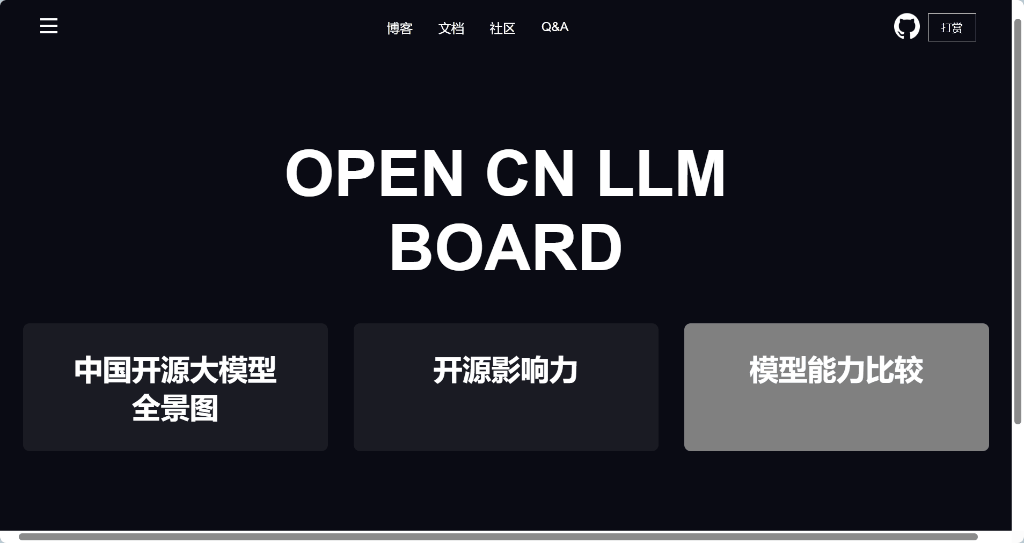 博客 文档 社区 Q&A 打赏
OPEN CN LLM
BOARD
中国开源大模型
全景图
开源影响力
模型能力比较